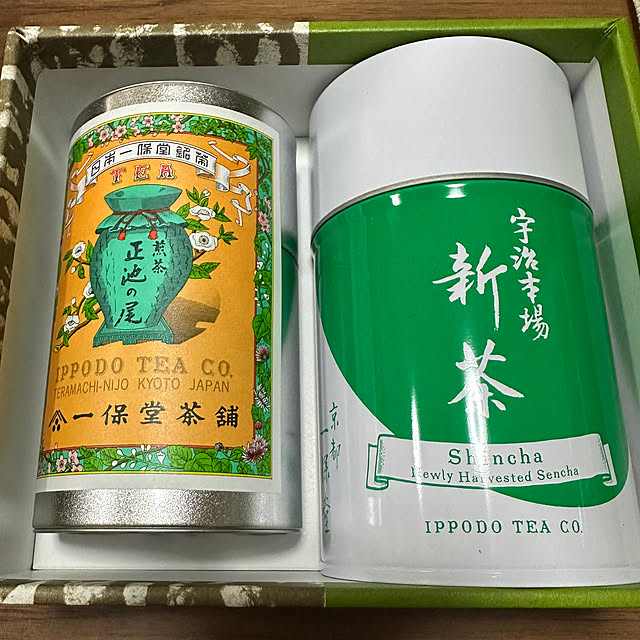 日本一保堂銘茶
TEA
煎茶
正池の尾
IPPODO TEA CO.
TERAMACHI-NIJO KYOTO JAPAN
一保堂茶舗
宇治本場
新茶
京都
Shincha
Newly Harvested Sencha
IPPODO TEA CO.